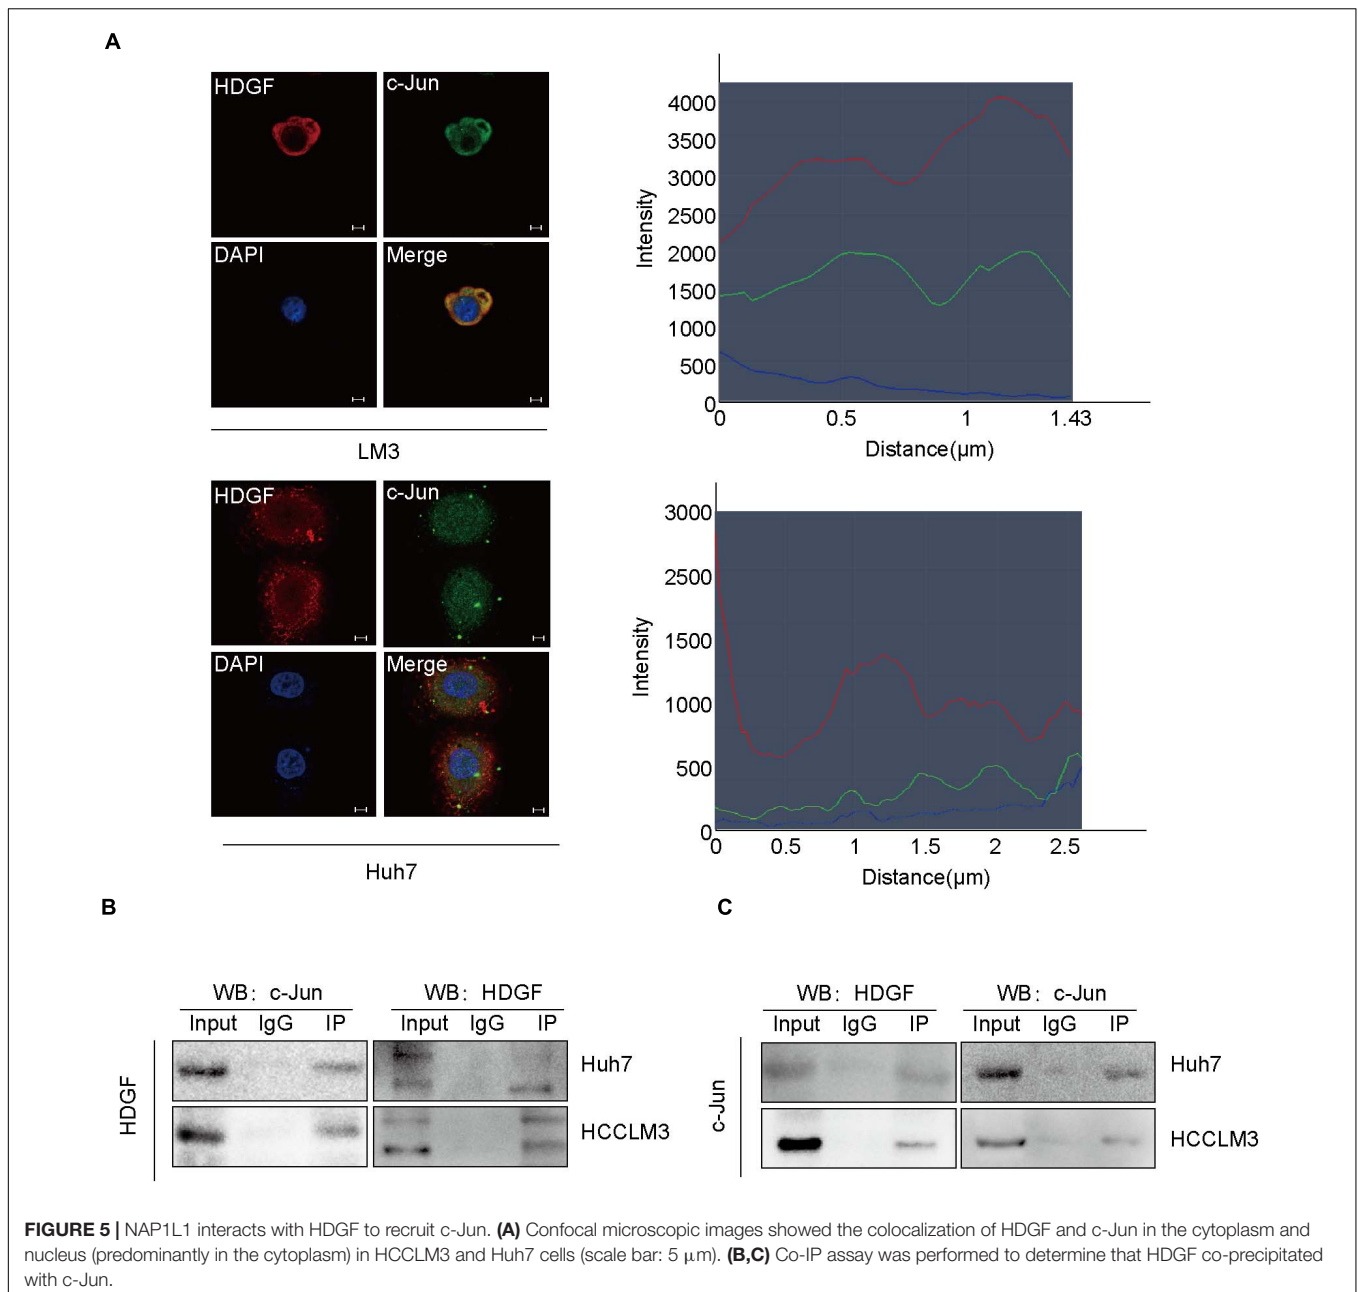 A
HDGF
c-Jun
DAPI
Merge
LM3
4000
3500
3000
2500
2000
1500
1000
500
0
Intensity
0 0.5 1 1.43
Distance(μm)
HDGF
c-Jun
DAPI
Merge
Huh7
3000
2500
1500
1000
500
0
Intensity
0 0.5 1 1.5 2 2.5
Distance(μm)
B
WB: c-Jun WB: HDGF
Input IgG IP Input IgG IP
HDGF
Huh7
HCCLM3
C
WB: HDGF WB: c-Jun
Input IgG IP Input IgG IP
c-Jun
Huh7
HCCLM3
FIGURE 5 | NAP1L1 interacts with HDGF to recruit c-Jun. (A) Confocal microscopic images showed the colocalization of HDGF and c-Jun in the cytoplasm and
nucleus (predominantly in the cytoplasm) in HCCLM3 and Huh7 cells (scale bar: 5 μm). (B,C) Co-IP assay was performed to determine that HDGF co-precipitated
with c-Jun.